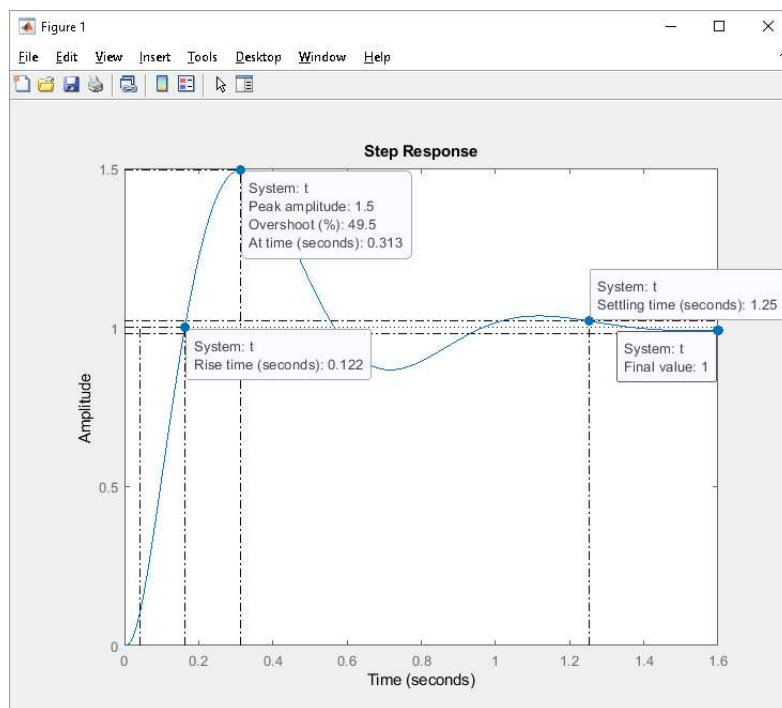 Figure 1
File Edit View Insert Tools Desktop Window Help
Step Response
1.5
System: t
Peak amplitude: 1.5
Overshoot (%): 49.5
At time (seconds): 0.313
System: t
Settling time (seconds): 1.25
1
System: t
Rise time (seconds): 0.122
System: t
Final value: 1
Amplitude
0.5
0
0 0.2 0.4 0.6 0.8 1 1.2 1.4 1.6
Time (seconds)